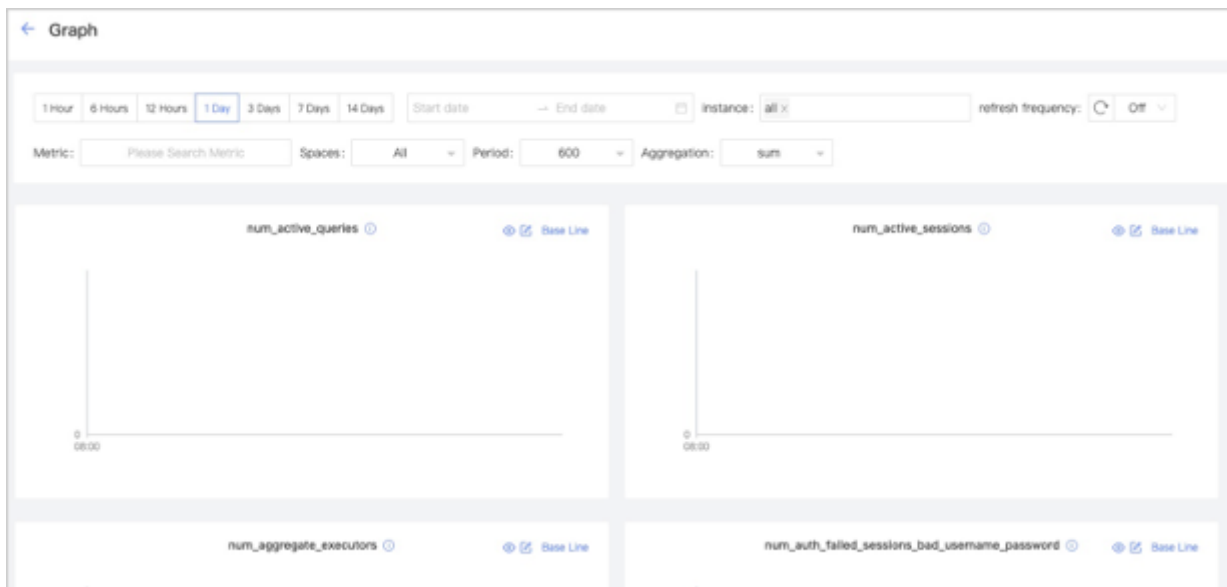 ← Graph
1 Hour 6 Hours 12 Hours 1 Day 3 Days 7 Days 14 Days Start date → End date instance: all × refresh frequency: Off
Metric: Please Search Metric Spaces: All Period: 600 Aggregation: sum
num_active_queries Base Line
num_active_sessions Base Line
0
08:00
0
08:00
num_aggregate_executors Base Line
num_auth_failed_sessions_bad_username_password Base Line